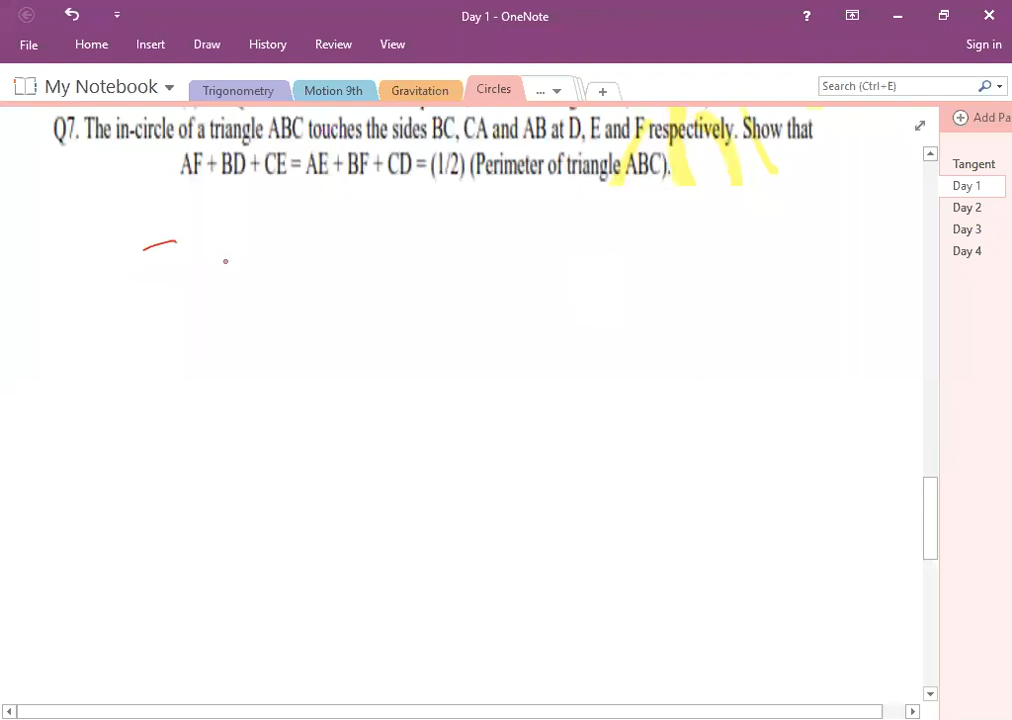 Day 1 - OneNote
?
File Home Insert Draw History Review View Sign in
My Notebook Trigonometry Motion 9th Gravitation Circles ... + Search (Ctrl+E)
Add Pa
Q7. The in-circle of a triangle ABC touches the sides BC, CA and AB at D, E and F respectively. Show that
AF + BD + CE = AE + BF + CD = (1/2) (Perimeter of triangle ABC).
Tangent
Day 1
Day 2
Day 3
Day 4